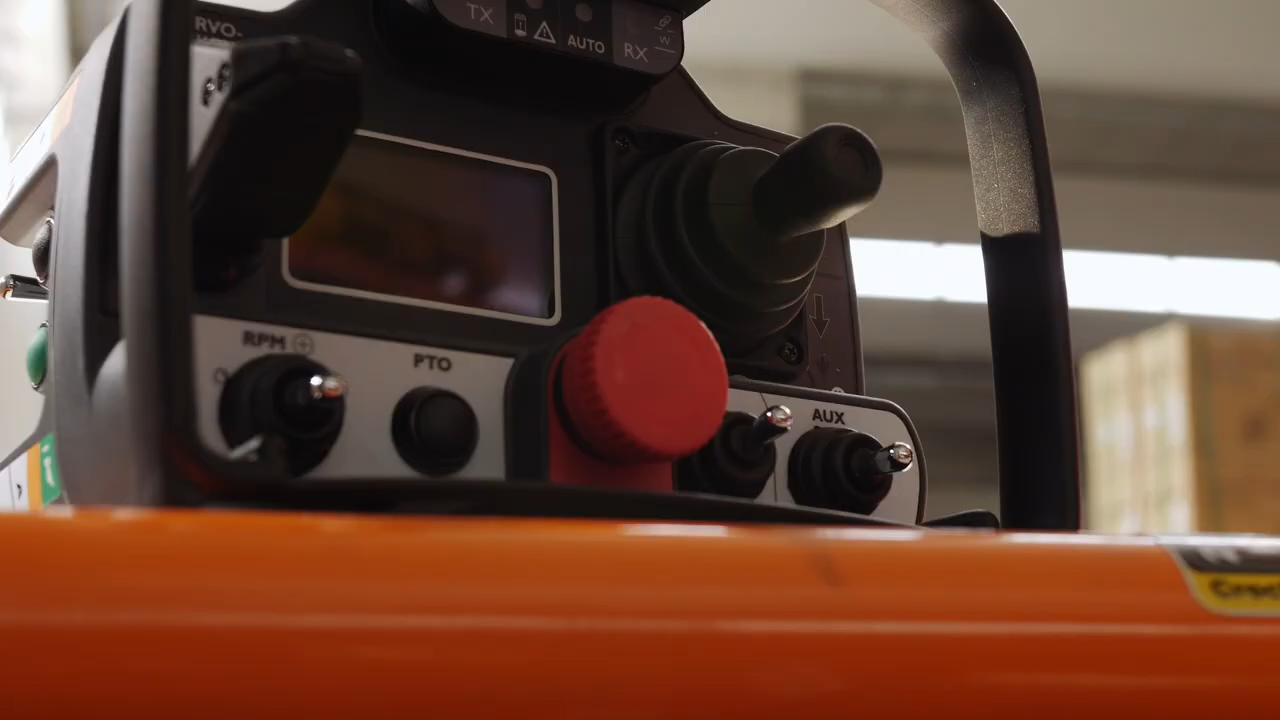 RVO-
TX
AUTO
RX
W
RPM
PTO
AUX